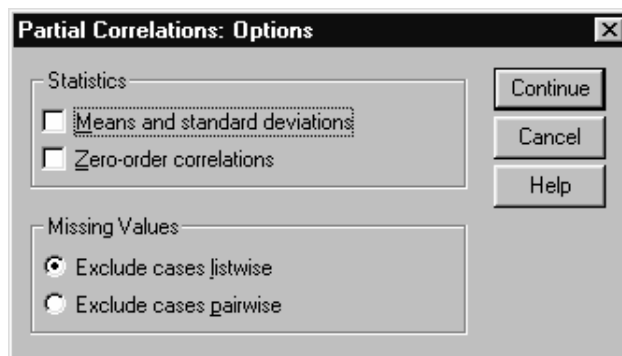 Partial Correlations: Options
Statistics
Means and standard deviations
Zero-order correlations
Missing Values
Exclude cases listwise
Exclude cases pairwise
Continue
Cancel
Help